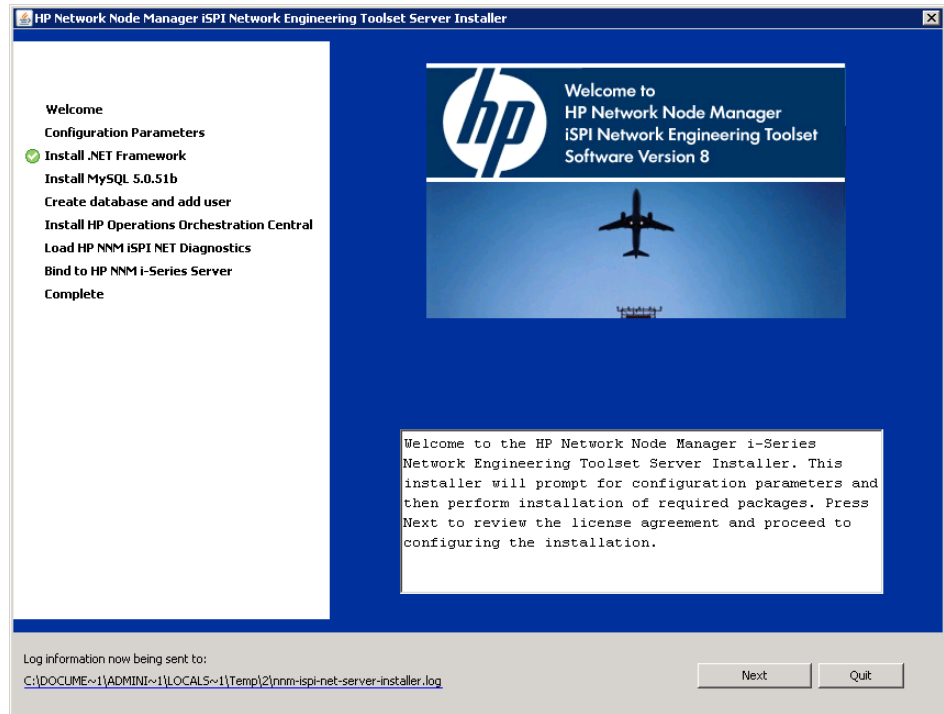 HP Network Node Manager iSPI Network Engineering Toolset Server Installer
Welcome
Configuration Parameters
Install .NET Framework
Install MySQL 5.0.51b
Create database and add user
Install HP Operations Orchestration Central
Load HP NNM iSPI NET Diagnostics
Bind to HP NNM i-Series Server
Complete
hp
Welcome to
HP Network Node Manager
iSPI Network Engineering Toolset
Software Version 8
Welcome to the HP Network Node Manager i-Series
Network Engineering Toolset Server Installer. This
installer will prompt for configuration parameters and
then perform installation of required packages. Press
Next to review the license agreement and proceed to
configuring the installation.
Log information now being sent to:
C:\DOCUME~1\ADMINI~1\LOCALS~1\Temp\2\nnm-ispi-net-server-installer.log
Next
Quit